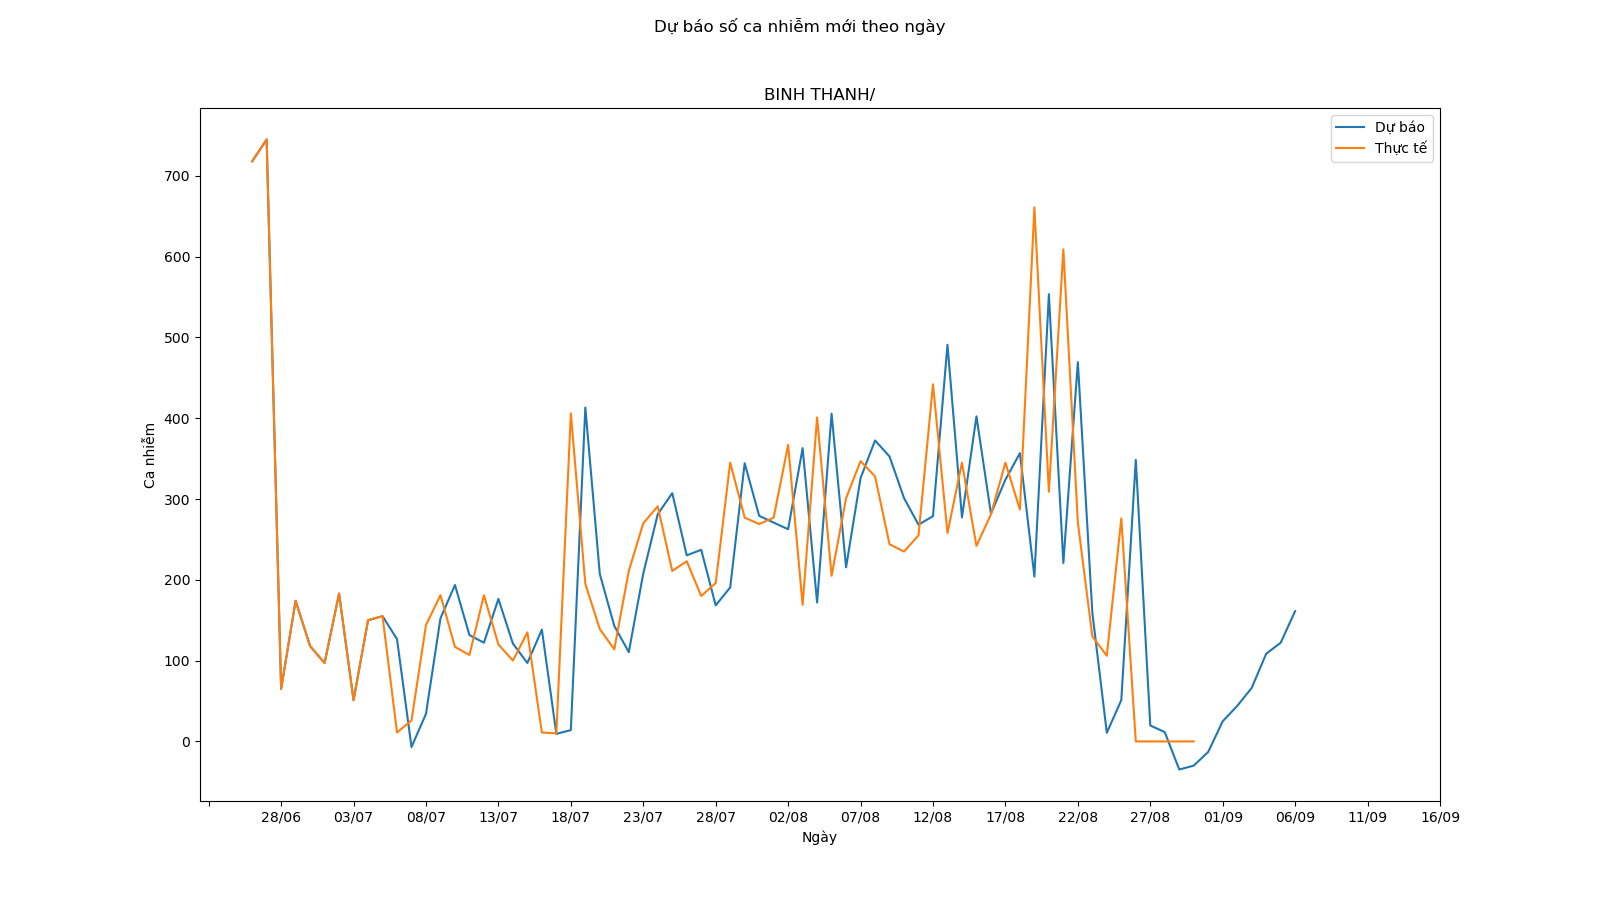 Dự báo số ca nhiễm mới theo ngày
BINH THANH/
Dự báo
Thực tế
700
600
500
400
300
200
100
0
Ca nhiễm
28/06 03/07 08/07 13/07 18/07 23/07 28/07 02/08 07/08 12/08 17/08 22/08 27/08 01/09 06/09 11/09 16/09
Ngày